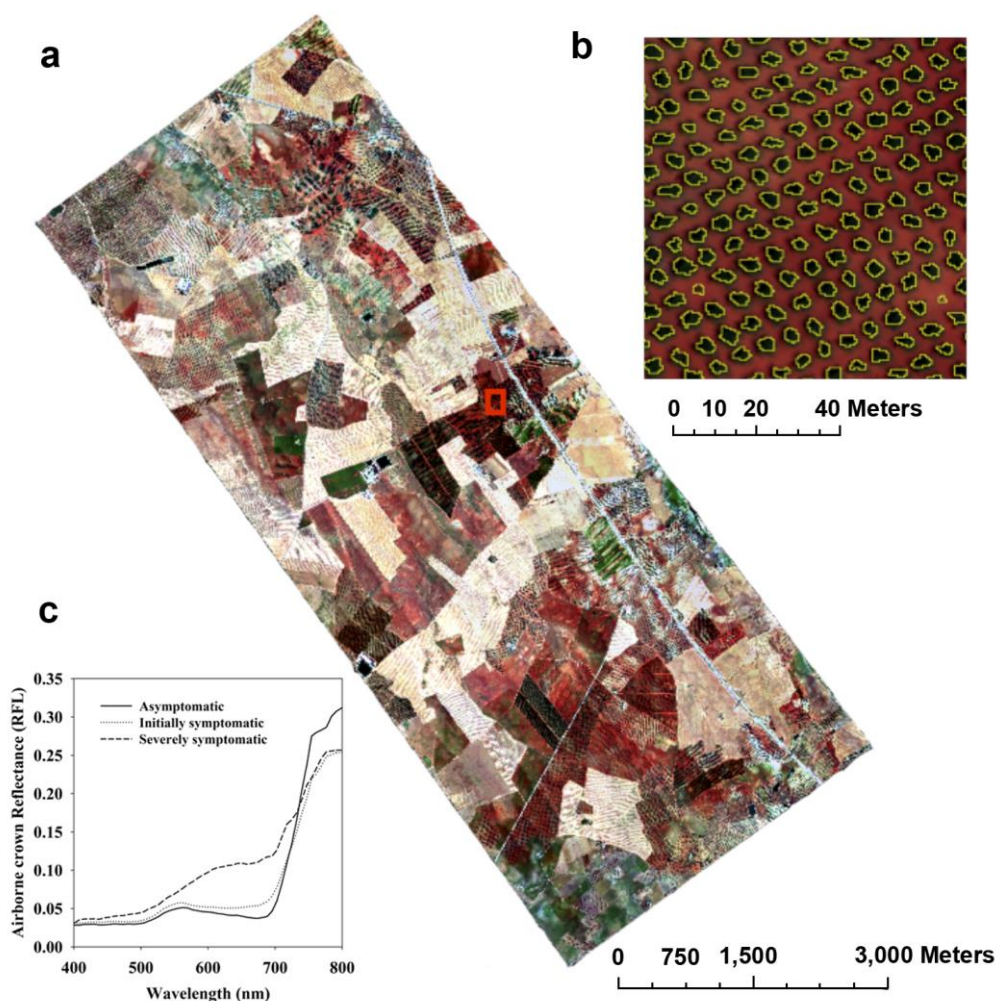 a
b
0 10 20 40 Meters
c
0.35
0.30
0.25
0.20
0.15
0.10
0.05
0.00
Airborne crown Reflectance (RFL)
Asymptomatic
Initially symptomatic
Severely symptomatic
400 500 600 700 800
Wavelength (nm)
0 750 1,500 3,000 Meters